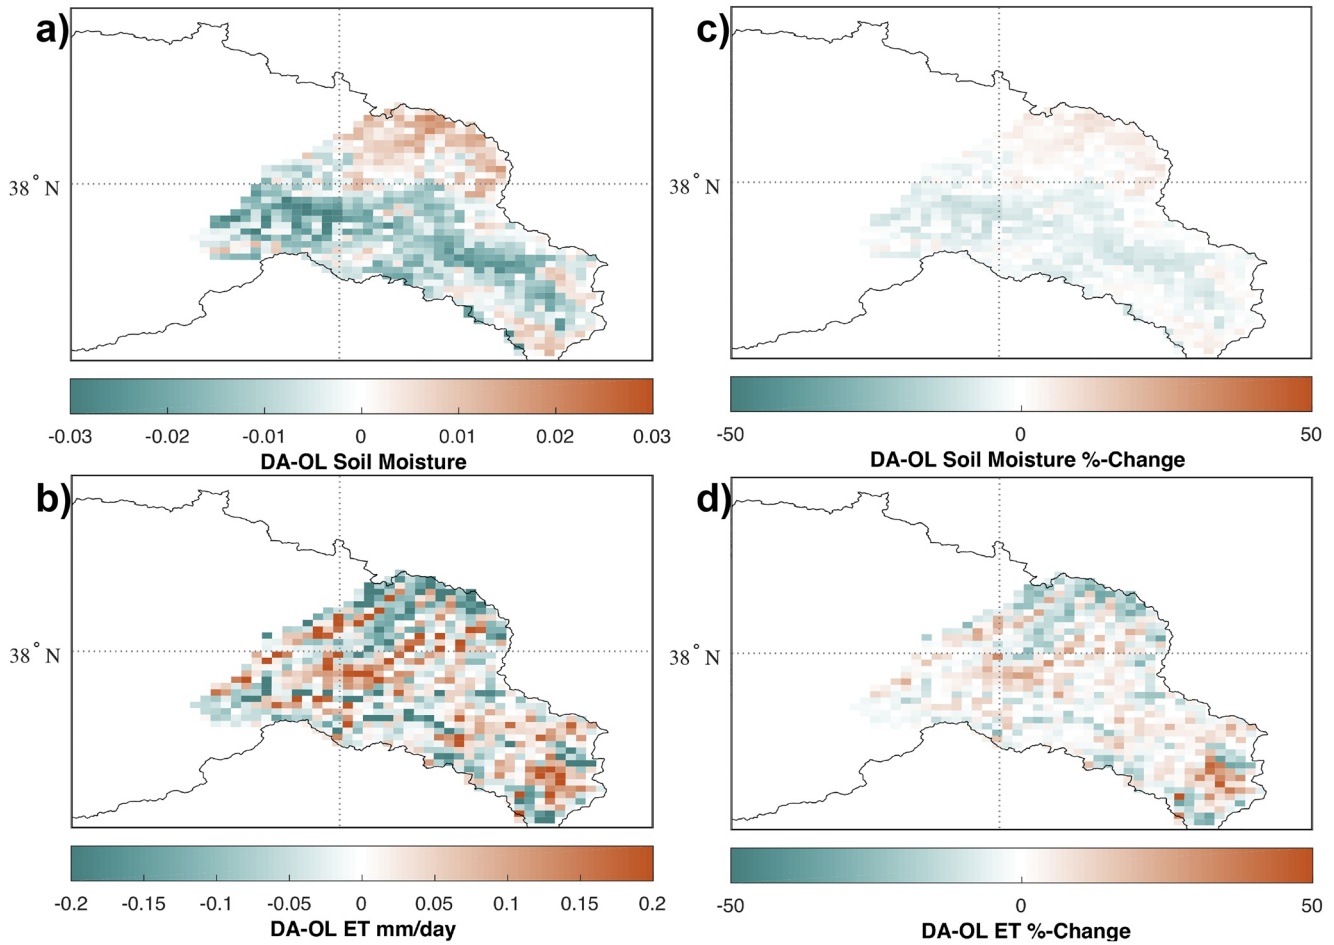 a)
38° N
-0.03 -0.02 -0.01 0 0.01 0.02 0.03
DA-OL Soil Moisture
c)
38° N
-50 0 50
DA-OL Soil Moisture %-Change
b)
38° N
-0.2 -0.15 -0.1 -0.05 0 0.05 0.1 0.15 0.2
DA-OL ET mm/day
d)
38° N
-50 0 50
DA-OL ET %-Change